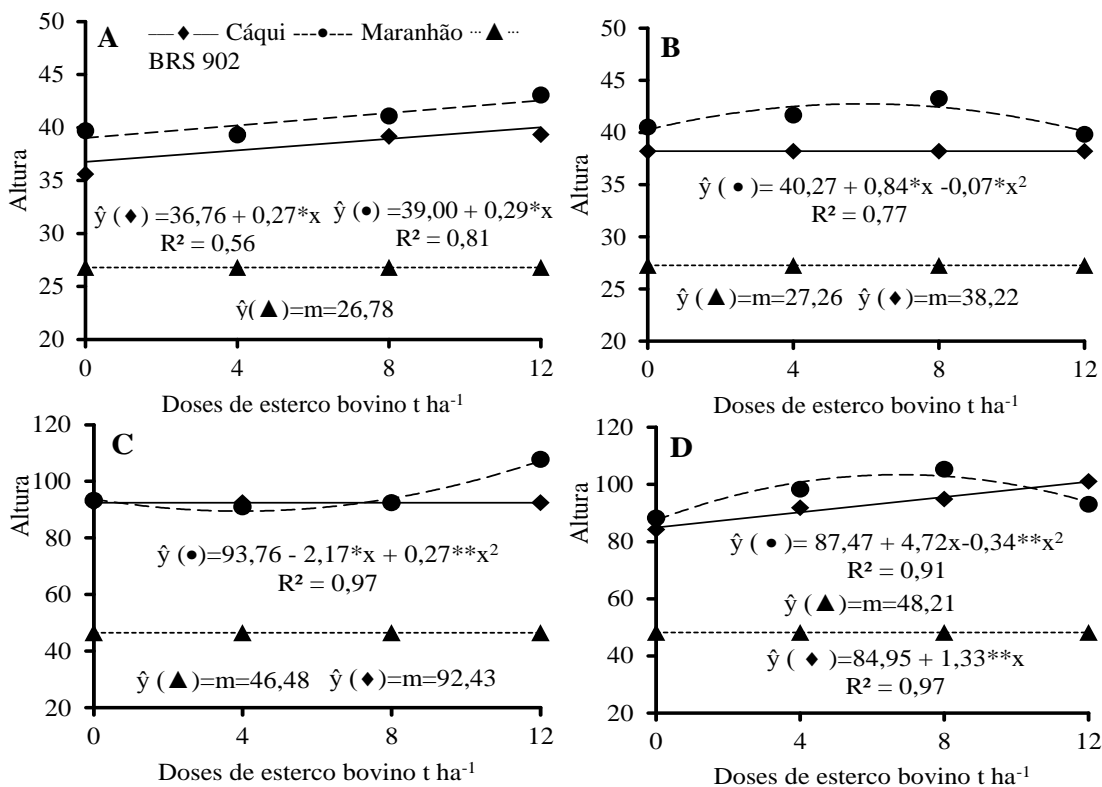 A
—♦— Cáqui ---●--- Maranhão ···▲···
BRS 902
50
45
40
35
30
25
20
Altura
ŷ (♦) =36,76 + 0,27*x
R² = 0,56
ŷ (●) =39,00 + 0,29*x
R² = 0,81
ŷ(▲)=m=26,78
0 4 8 12
Doses de esterco bovino t ha-1
B
50
45
40
35
30
25
20
Altura
ŷ ( ● )= 40,27 + 0,84*x -0,07*x²
R² = 0,77
ŷ (▲)=m=27,26 ŷ (♦)=m=38,22
0 4 8 12
Doses de esterco bovino t ha-1
C
120
100
80
60
40
20
Altura
ŷ (●)=93,76 - 2,17*x + 0,27**x²
R² = 0,97
ŷ (▲)=m=46,48 ŷ (♦)=m=92,43
0 4 8 12
Doses de esterco bovino t ha-1
D
120
100
80
60
40
20
Altura
ŷ ( ● )= 87,47 + 4,72x-0,34**x²
R² = 0,91
ŷ (▲)=m=48,21
ŷ ( ♦ )=84,95 + 1,33**x
R² = 0,97
0 4 8 12
Doses de esterco bovino t ha-1